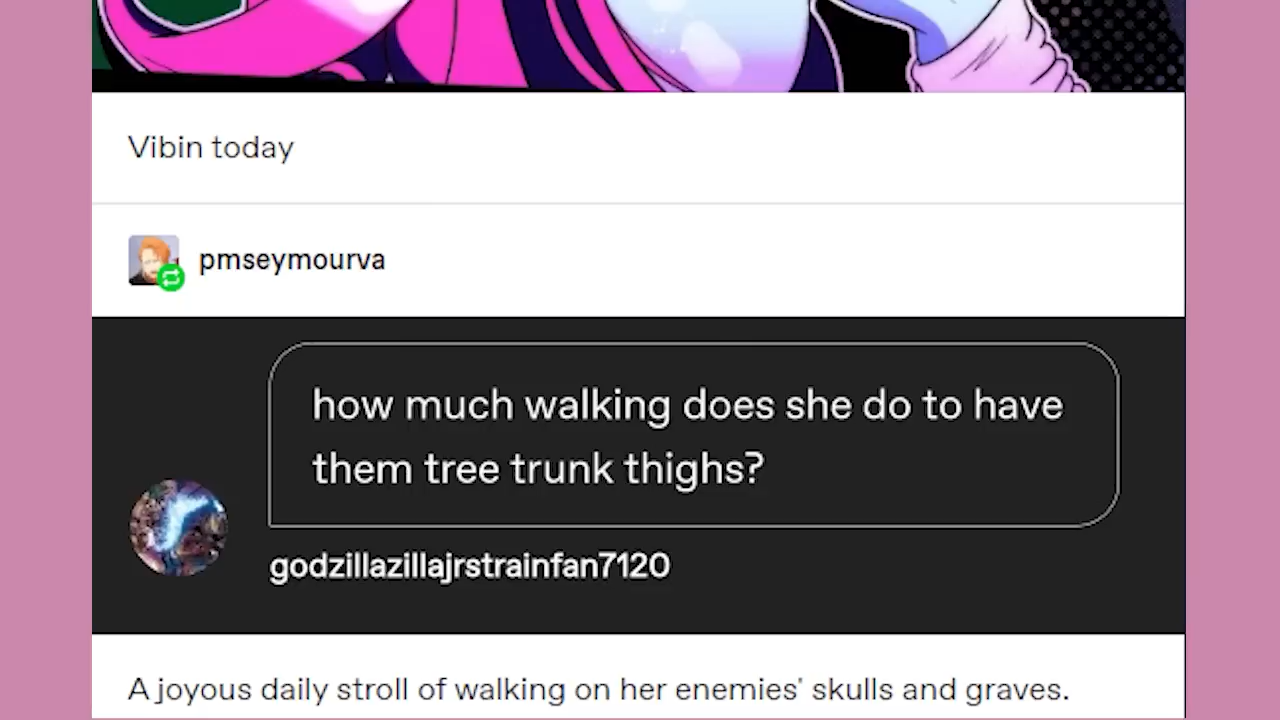 Vibin today
pmseymourva
how much walking does she do to have
them tree trunk thighs?
godzillazillajrstrainfan7120
A joyous daily stroll of walking on her enemies' skulls and graves.